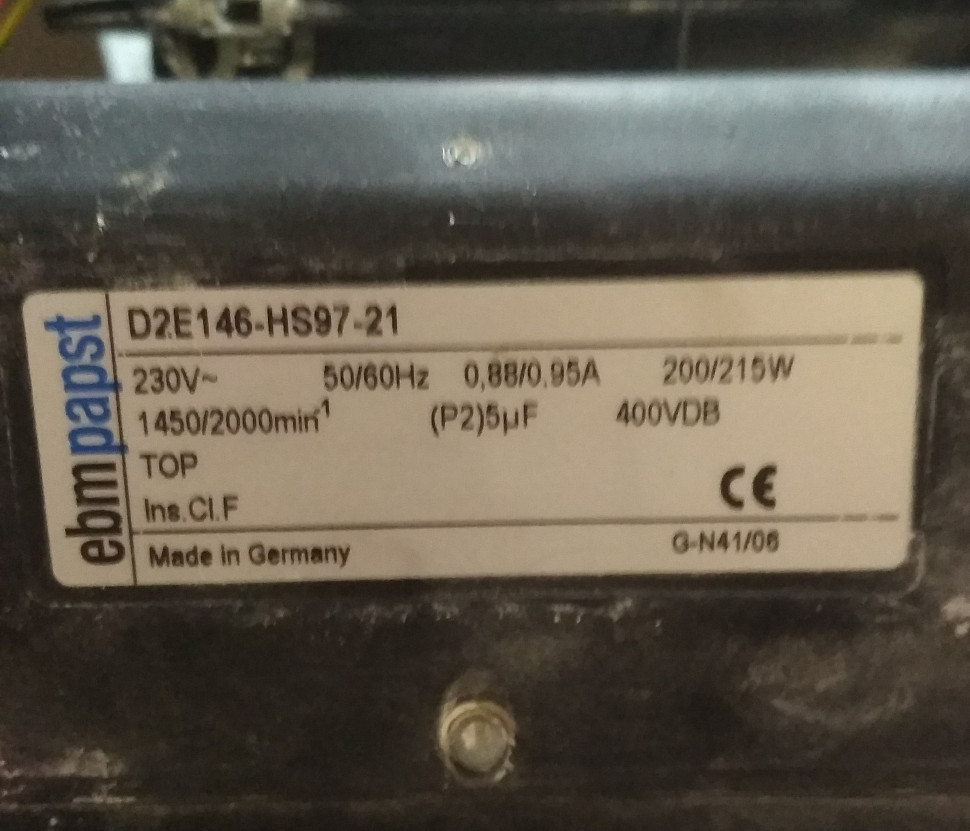 ebmpapst
D2E146-HS97-21
230V~ 50/60Hz 0,88/0,95A 200/215W
1450/2000min-1 (P2)5µF 400VDB
TOP
Ins.Cl.F
CE
Made in Germany G-N41/06